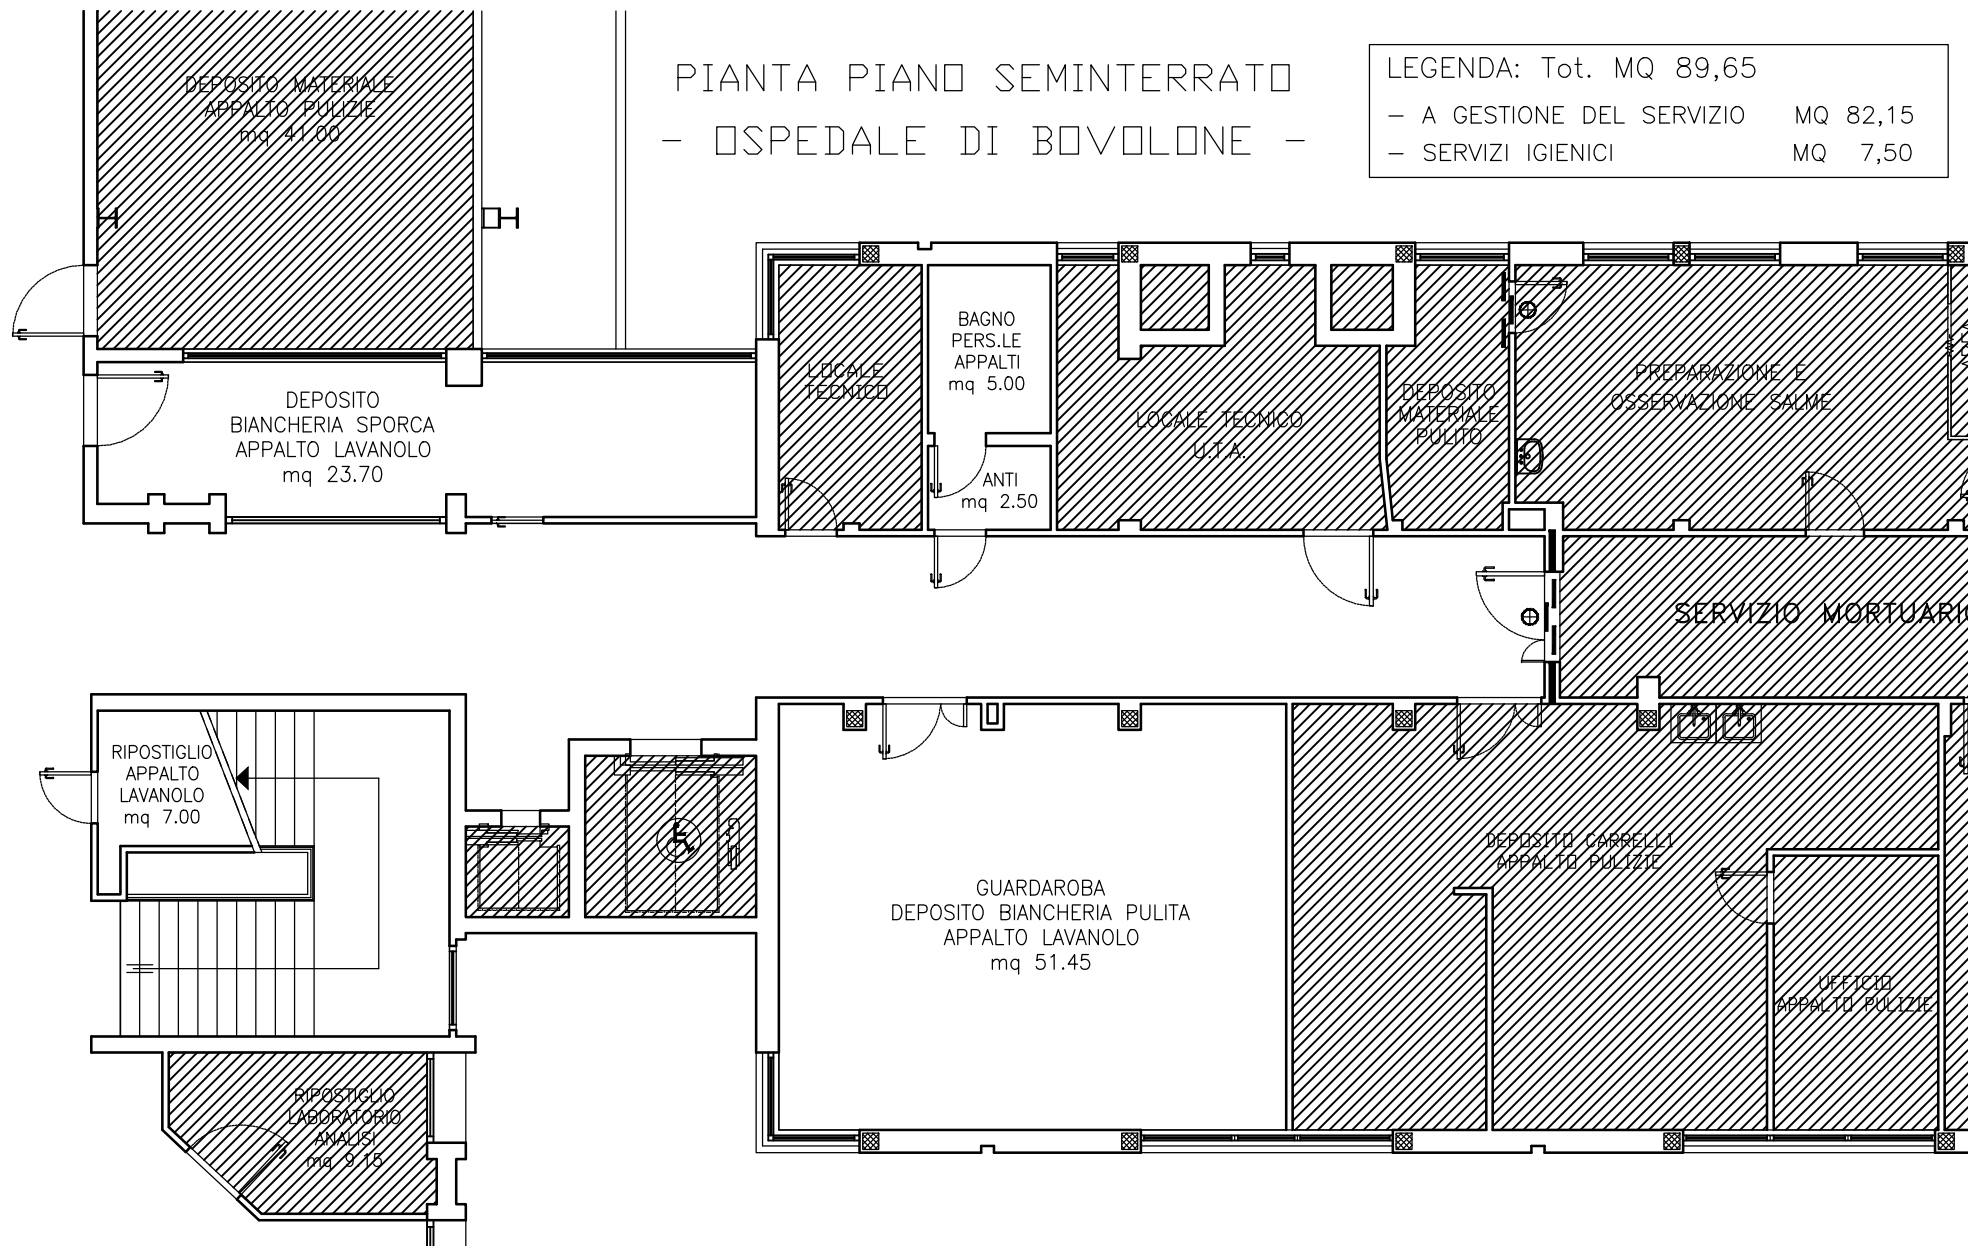 PIANTA PIANO SEMINTERRATO
- OSPEDALE DI BOVOLONE -
LEGENDA: Tot. MQ 89,65
- A GESTIONE DEL SERVIZIO MQ 82,15
- SERVIZI IGIENICI MQ 7,50
DEPOSITO MATERIALE
APPALTO PULIZIE
mq 41.00
DEPOSITO
BIANCHERIA SPORCA
APPALTO LAVANOLO
mq 23.70
LOCALE
TECNICO
BAGNO
PERS.LE
APPALTI
mq 5.00
ANTI
mq 2.50
LOCALE TECNICO
U.T.A.
DEPOSITO
MATERIALE
PULITO
PREPARAZIONE E
OSSERVAZIONE SALME
SERVIZIO MORTUARIO
RIPOSTIGLIO
APPALTO
LAVANOLO
mq 7.00
GUARDAROBA
DEPOSITO BIANCHERIA PULITA
APPALTO LAVANOLO
mq 51.45
DEPOSITO CARRELLI
APPALTO PULIZIE
UFFICIO
APPALTO PULIZIE
RIPOSTIGLIO
LABORATORIO
ANALISI
mq 9.15